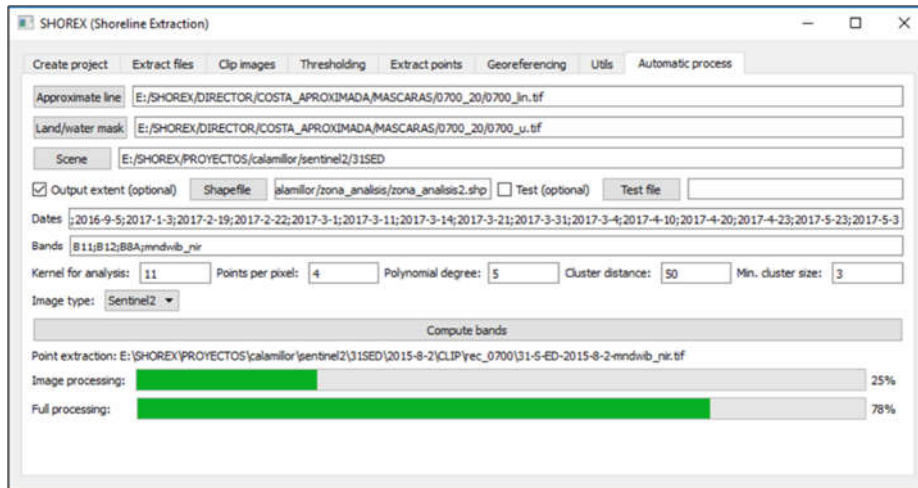 SHOREX (Shoreline Extraction)
Create project Extract files Clip images Thresholding Extract points Georeferencing Utils Automatic process
Approximate line E:/SHOREX/DIRECTOR/COSTA_APROXIMADA/MASCARAS/0700_20/0700_lin.tif
Land/water mask E:/SHOREX/DIRECTOR/COSTA_APROXIMADA/MASCARAS/0700_20/0700_u.tif
Scene E:/SHOREX/PROYECTOS/calamillor/sentinel2/31SED
Output extent (optional) Shapefile alamillor/zona_analisis/zona_analisis2.shp Test (optional) Test file
Dates ;2016-9-5;2017-1-3;2017-2-19;2017-2-22;2017-3-1;2017-3-11;2017-3-14;2017-3-21;2017-3-31;2017-3-4;2017-4-10;2017-4-20;2017-4-23;2017-5-23;2017-5-3
Bands B11;B12;B8A;mndwib_nir
Kernel for analysis: 11 Points per pixel: 4 Polynomial degree: 5 Cluster distance: 50 Min. cluster size: 3
Image type: Sentinel2
Compute bands
Point extraction: E:\SHOREX\PROYECTOS\calamillor\sentinel2\31SED\2015-8-2\CLIP\rec_0700\31-S-ED-2015-8-2-mndwib_nir.tif
Image processing: 25%
Full processing: 78%